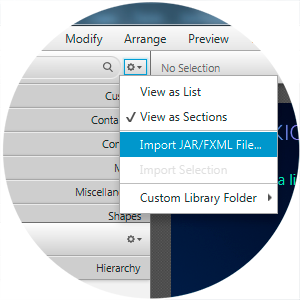 Modify Arrange Preview
No Selection
View as List
View as Sections
Import JAR/FXML File...
Import Selection
Custom Library Folder
Shapes
Hierarchy